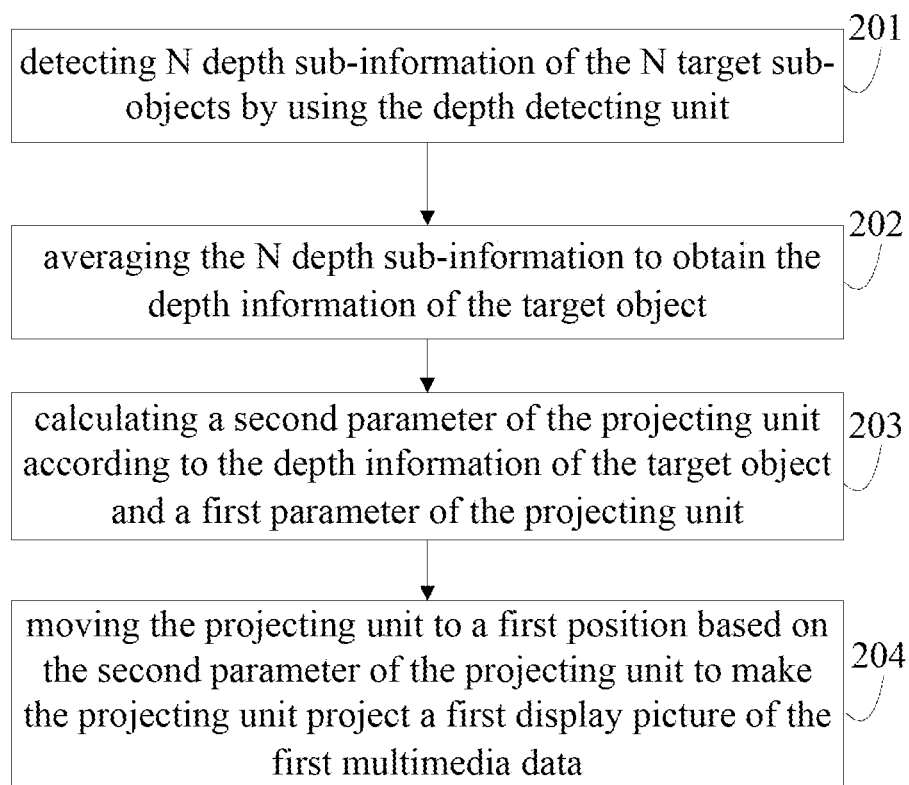 201
detecting N depth sub-information of the N target sub-
objects by using the depth detecting unit
202
averaging the N depth sub-information to obtain the
depth information of the target object
calculating a second parameter of the projecting unit
203
according to the depth information of the target object
and a first parameter of the projecting unit
moving the projecting unit to a first position based on
the second parameter of the projecting unit to make
204
the projecting unit project a first display picture of the
first multimedia data